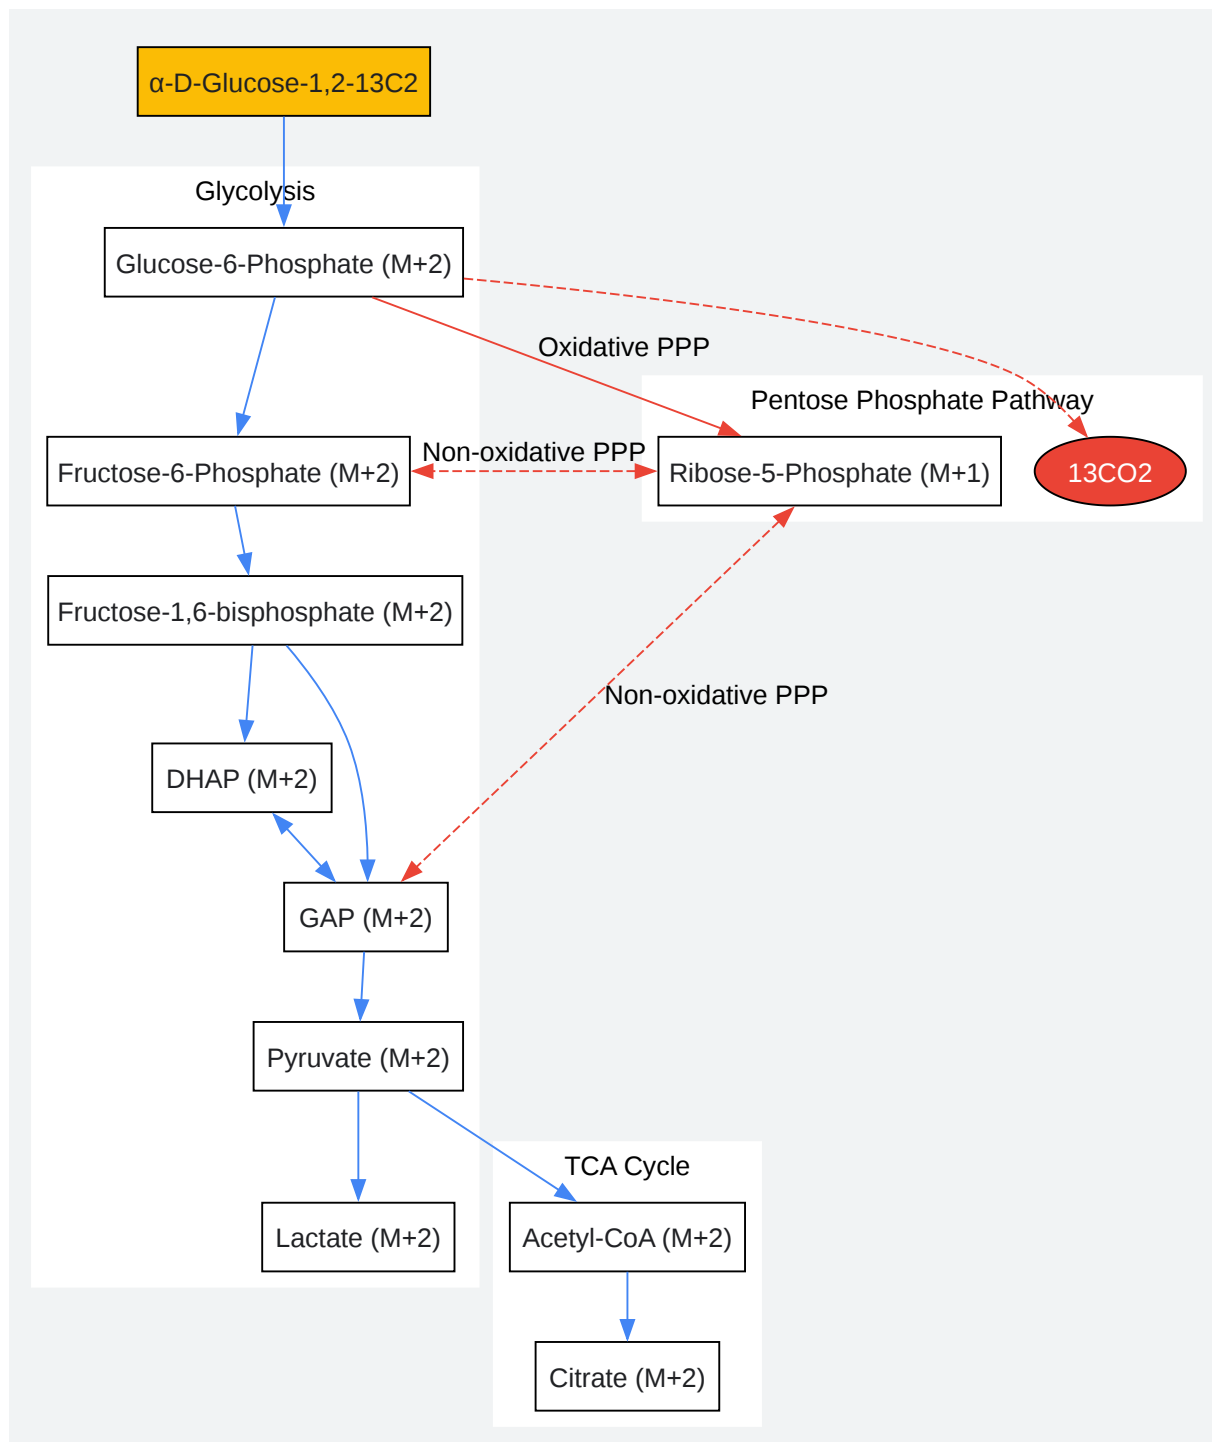 α-D-Glucose-1,2-13C2
Glycolysis
Glucose-6-Phosphate (M+2)
Oxidative PPP
Pentose Phosphate Pathway
Fructose-6-Phosphate (M+2)
Non-oxidative PPP
Ribose-5-Phosphate (M+1)
13CO2
Fructose-1,6-bisphosphate (M+2)
Non-oxidative PPP
DHAP (M+2)
GAP (M+2)
Pyruvate (M+2)
TCA Cycle
Lactate (M+2)
Acetyl-CoA (M+2)
Citrate (M+2)